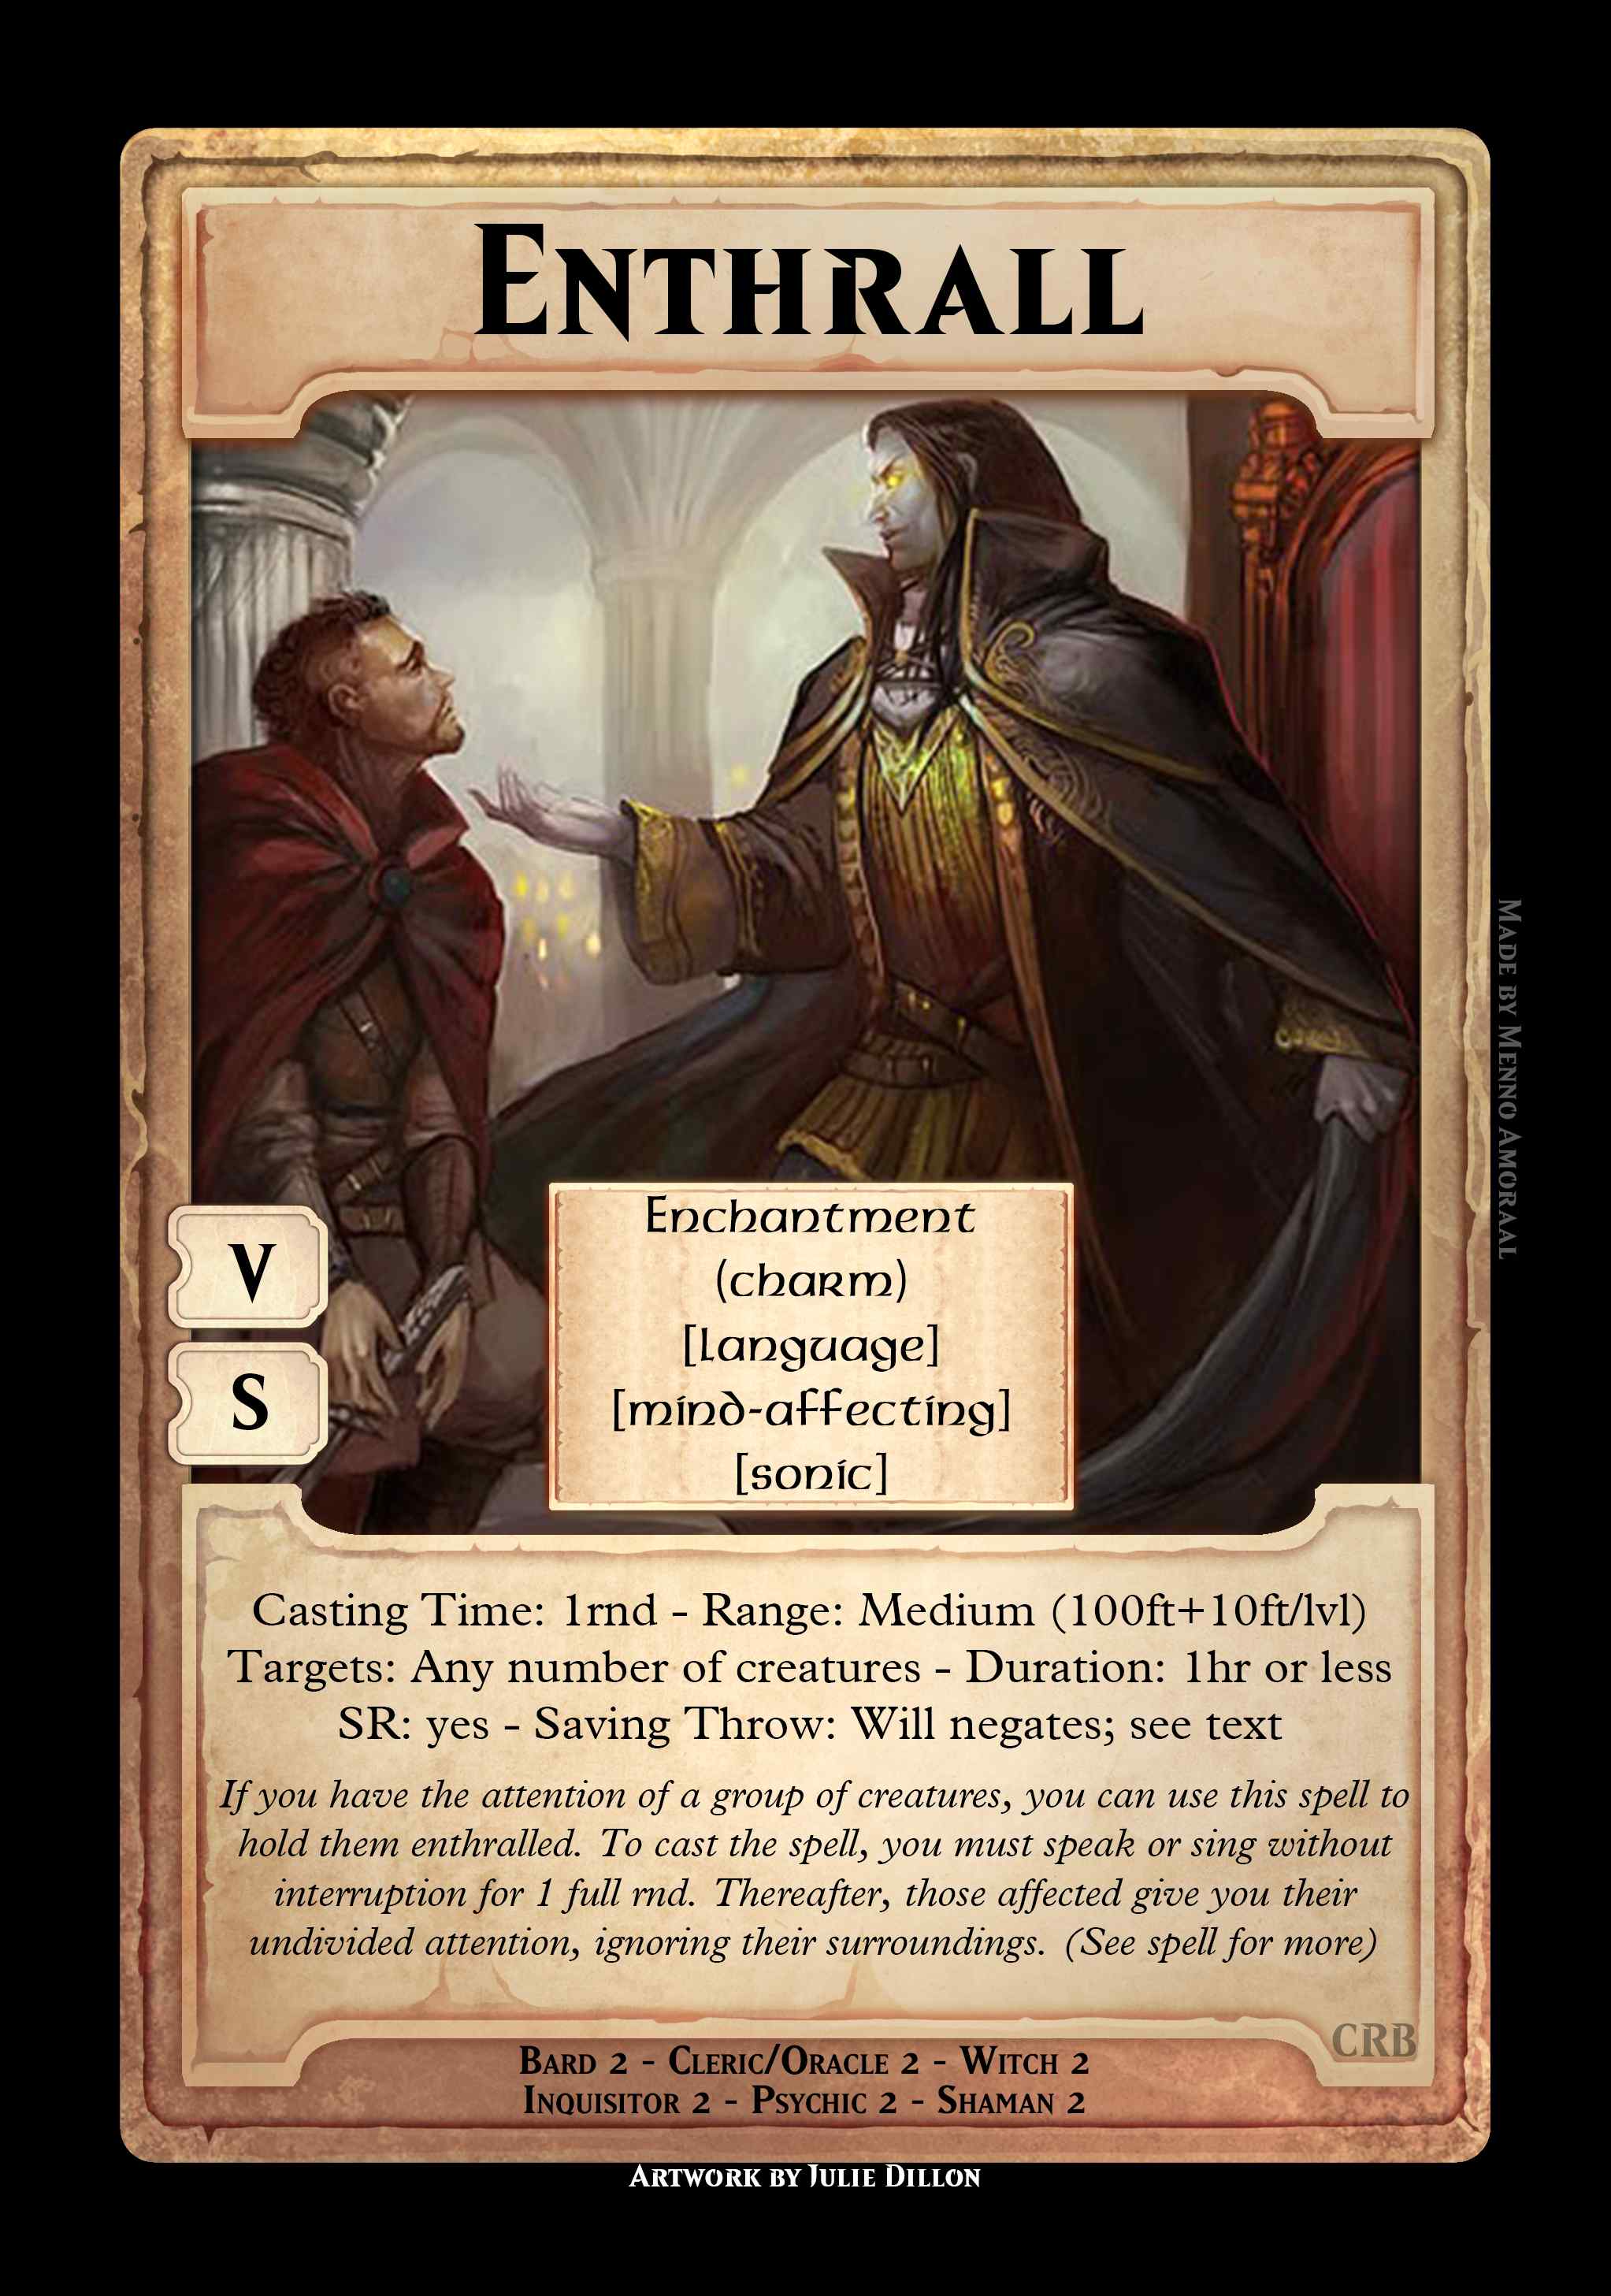 Enthrall
Made by Menno Amoraal
Enchantment
(charm)
[language]
[mind-affecting]
[sonic]
V
S
Casting Time: 1rnd - Range: Medium (100ft+10ft/lvl)
Targets: Any number of creatures - Duration: 1hr or less
SR: yes - Saving Throw: Will negates; see text
If you have the attention of a group of creatures, you can use this spell to
hold them enthralled. To cast the spell, you must speak or sing without
interruption for 1 full rnd. Thereafter, those affected give you their
undivided attention, ignoring their surroundings. (See spell for more)
CRB
Bard 2 - Cleric/Oracle 2 - Witch 2
Inquisitor 2 - Psychic 2 - Shaman 2
Artwork by Julie Dillon